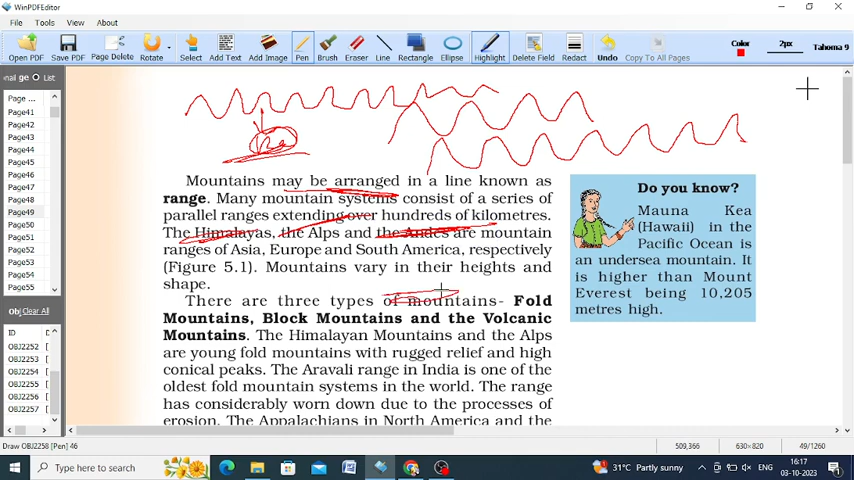 WinPDFEditor
File Tools View About
Open PDF Save PDF Page Delete Rotate Select Add Text Add Image Pen Brush Eraser Line Rectangle Ellipse Highlight Delete Field Redact Undo Copy To All Pages
Color 2px Tahoma 9
List
Page ...
Page41
Page42
Page43
Page44
Page45
Page46
Page47
Page48
Page49
Page50
Page51
Page52
Page53
Page54
Page55
Clear All
ID
OBJ2252 [
OBJ2253 [
OBJ2254 [
OBJ2255 [
OBJ2256 [
OBJ2257 [
Mountains may be arranged in a line known as
range. Many mountain systems consist of a series of
parallel ranges extending over hundreds of kilometres.
The Himalayas, the Alps and the Andes are mountain
ranges of Asia, Europe and South America, respectively
(Figure 5.1). Mountains vary in their heights and
shape.
There are three types of mountains- Fold
Mountains, Block Mountains and the Volcanic
Mountains. The Himalayan Mountains and the Alps
are young fold mountains with rugged relief and high
conical peaks. The Aravali range in India is one of the
oldest fold mountain systems in the world. The range
has considerably worn down due to the processes of
erosion. The Appalachians in North America and the
Do you know?
Mauna Kea
(Hawaii) in the
Pacific Ocean is
an undersea mountain. It
is higher than Mount
Everest being 10,205
metres high.
Draw OBJ2258 [Pen] 46 509,366 630×820 49/1260
Type here to search
31°C Partly sunny
ENG
16:17
03-10-2023